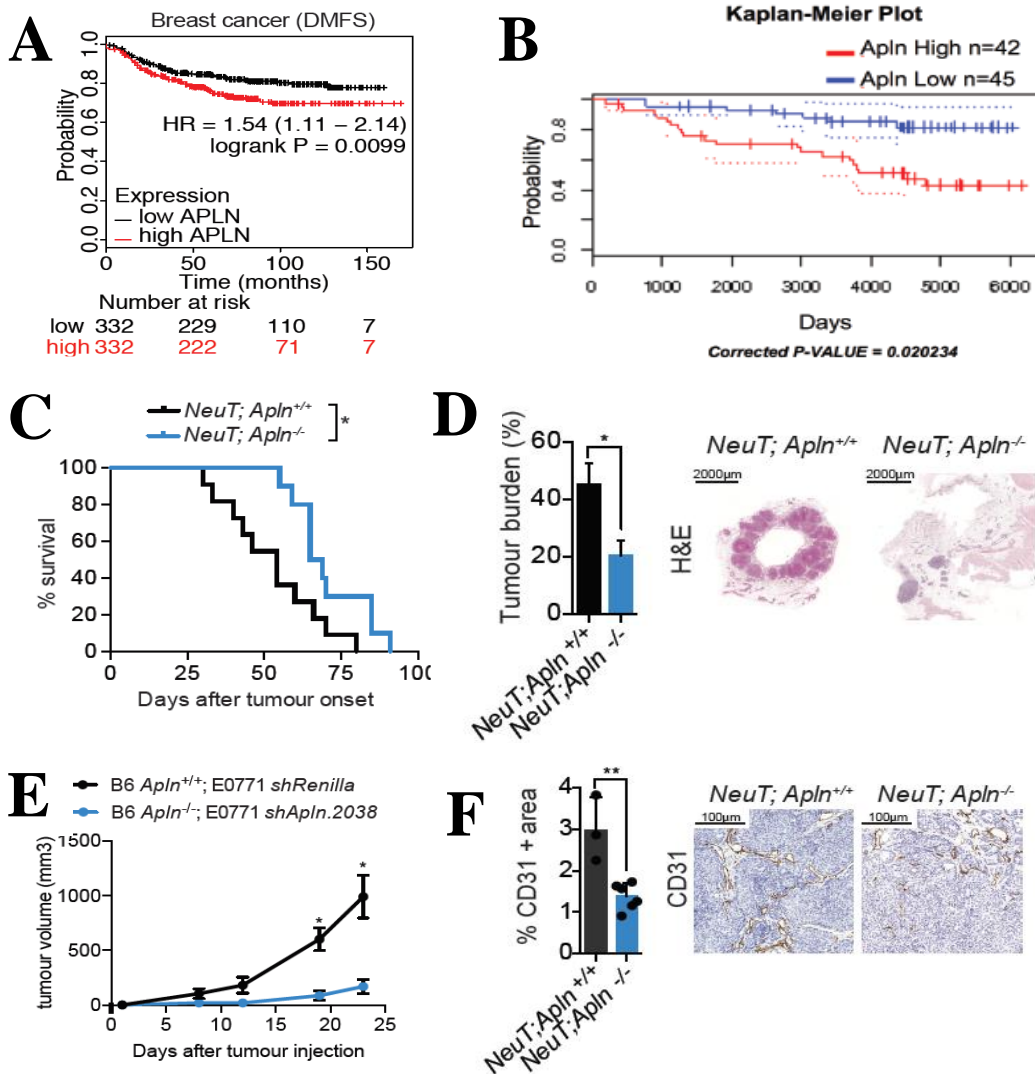 A
Breast cancer (DMFS)
Probability
1.0
0.8
0.6
0.4
0.2
0.0
HR = 1.54 (1.11 − 2.14)
logrank P = 0.0099
Expression
low APLN
high APLN
0 50 100 150
Time (months)
Number at risk
low 332 229 110 7
high 332 222 71 7
B
Kaplan-Meier Plot
Apln High n=42
Apln Low n=45
Probability
0.8
0.4
0.0
0 1000 2000 3000 4000 5000 6000
Days
Corrected P-VALUE = 0.020234
C
NeuT; Apln+/+
NeuT; Apln-/-
*
% survival
100
80
60
40
20
0
0 25 50 75 100
Days after tumour onset
D
Tumour burden (%)
60
40
20
0
*
NeuT;Apln +/+
NeuT;Apln -/-
H&E
NeuT; Apln+/+
NeuT; Apln-/-
2000µm
2000µm
E
B6 Apln+/+; E0771 shRenilla
B6 Apln-/-; E0771 shApln.2038
tumour volume (mm3)
1500
1000
500
0
* *
0 5 10 15 20 25
Days after tumour injection
F
% CD31 + area
4
3
2
1
0
**
NeuT;Apln +/+
NeuT;Apln -/-
CD31
NeuT; Apln+/+
NeuT; Apln-/-
100µm
100µm